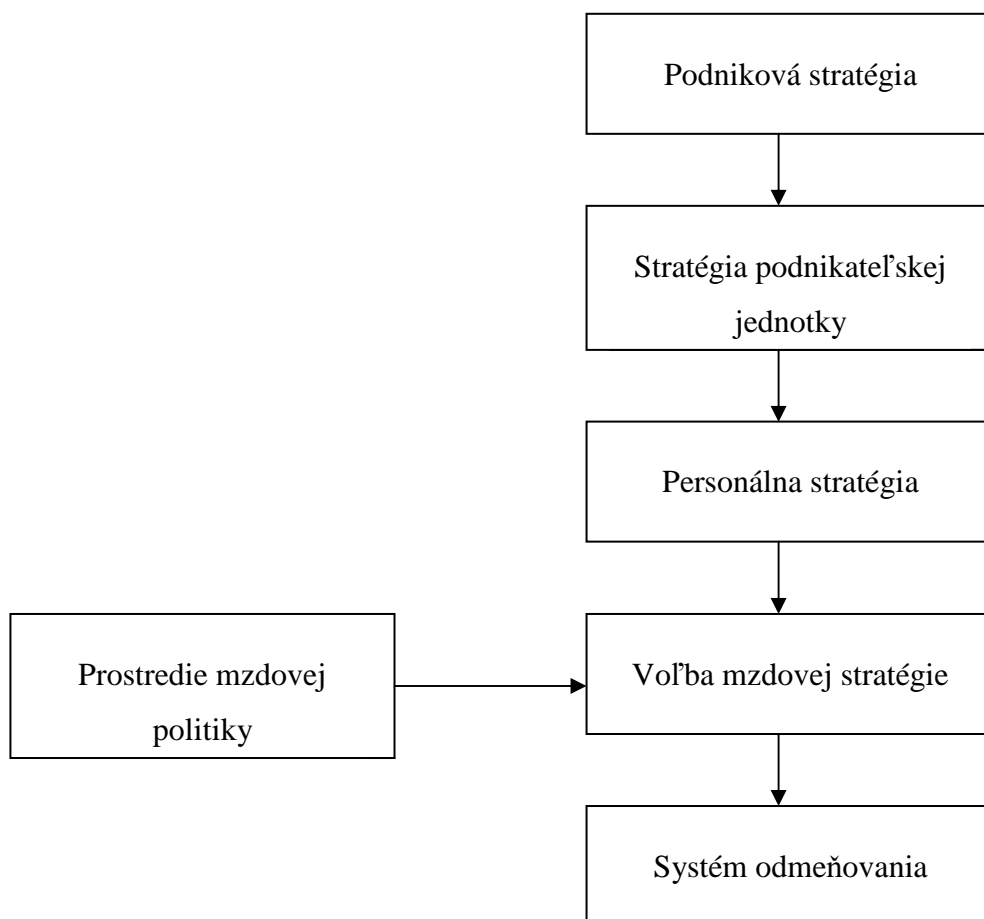 Podniková stratégia
Stratégia podnikateľskej
jednotky
Personálna stratégia
Prostredie mzdovej
politiky
Voľba mzdovej stratégie
Systém odmeňovania